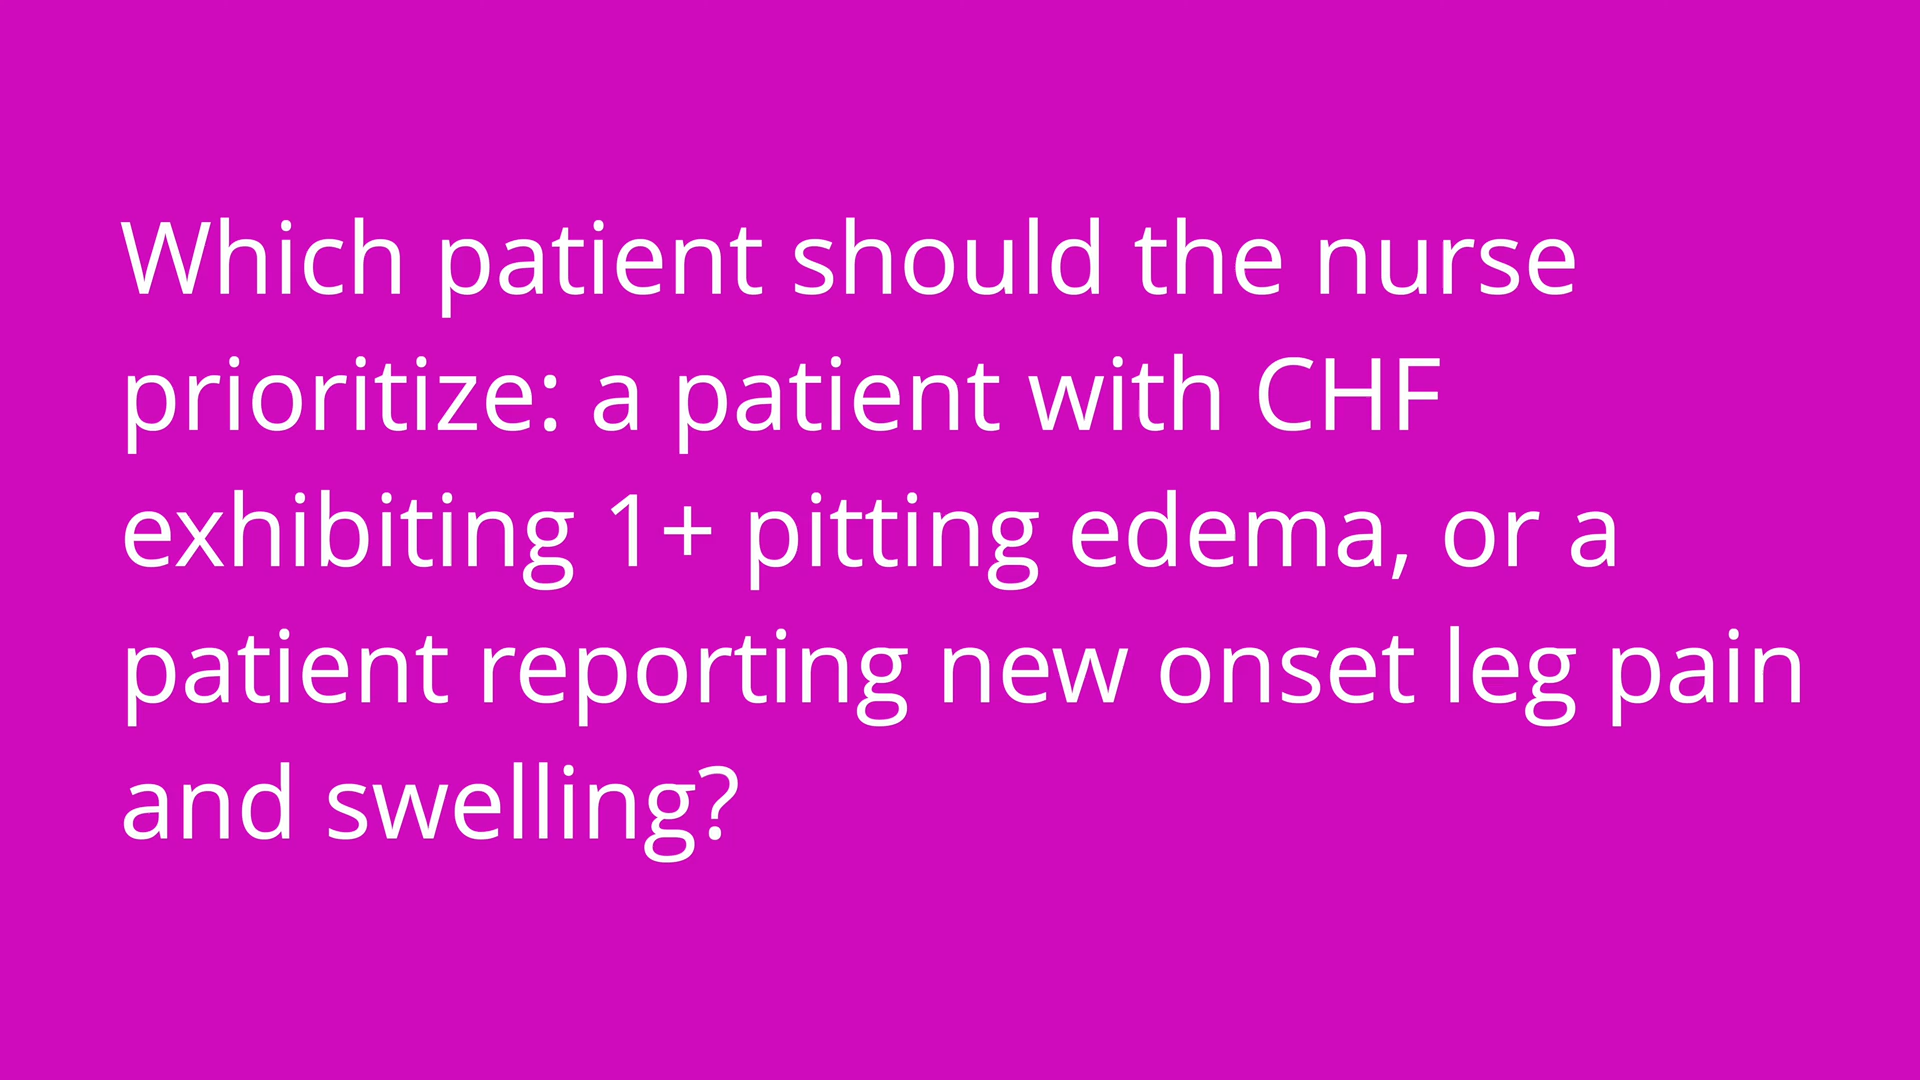 Which patient should the nurse
prioritize: a patient with CHF
exhibiting 1+ pitting edema, or a
patient reporting new onset leg pain
and swelling?